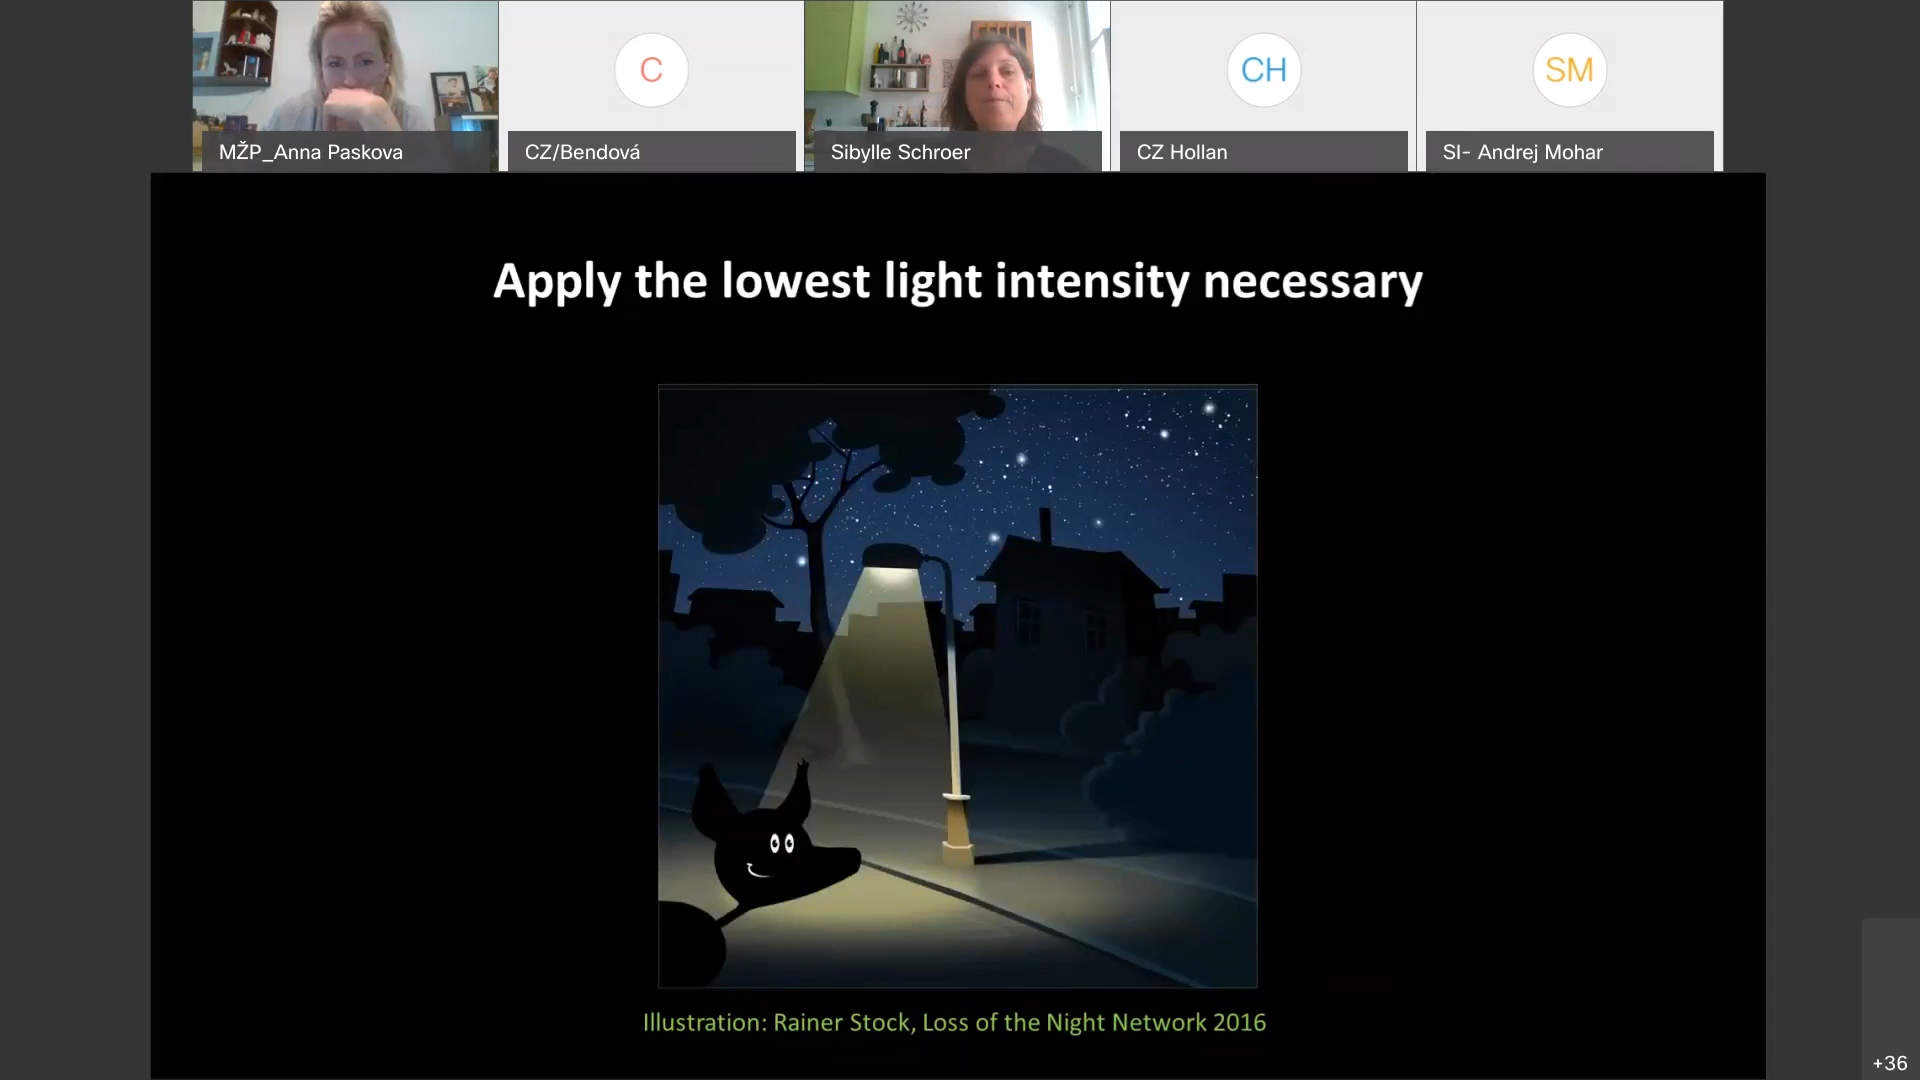 C
CH
SM
MŽP_Anna Paskova
CZ/Bendová
Sibylle Schroer
CZ Hollan
SI- Andrej Mohar
Apply the lowest light intensity necessary
Illustration: Rainer Stock, Loss of the Night Network 2016
+36